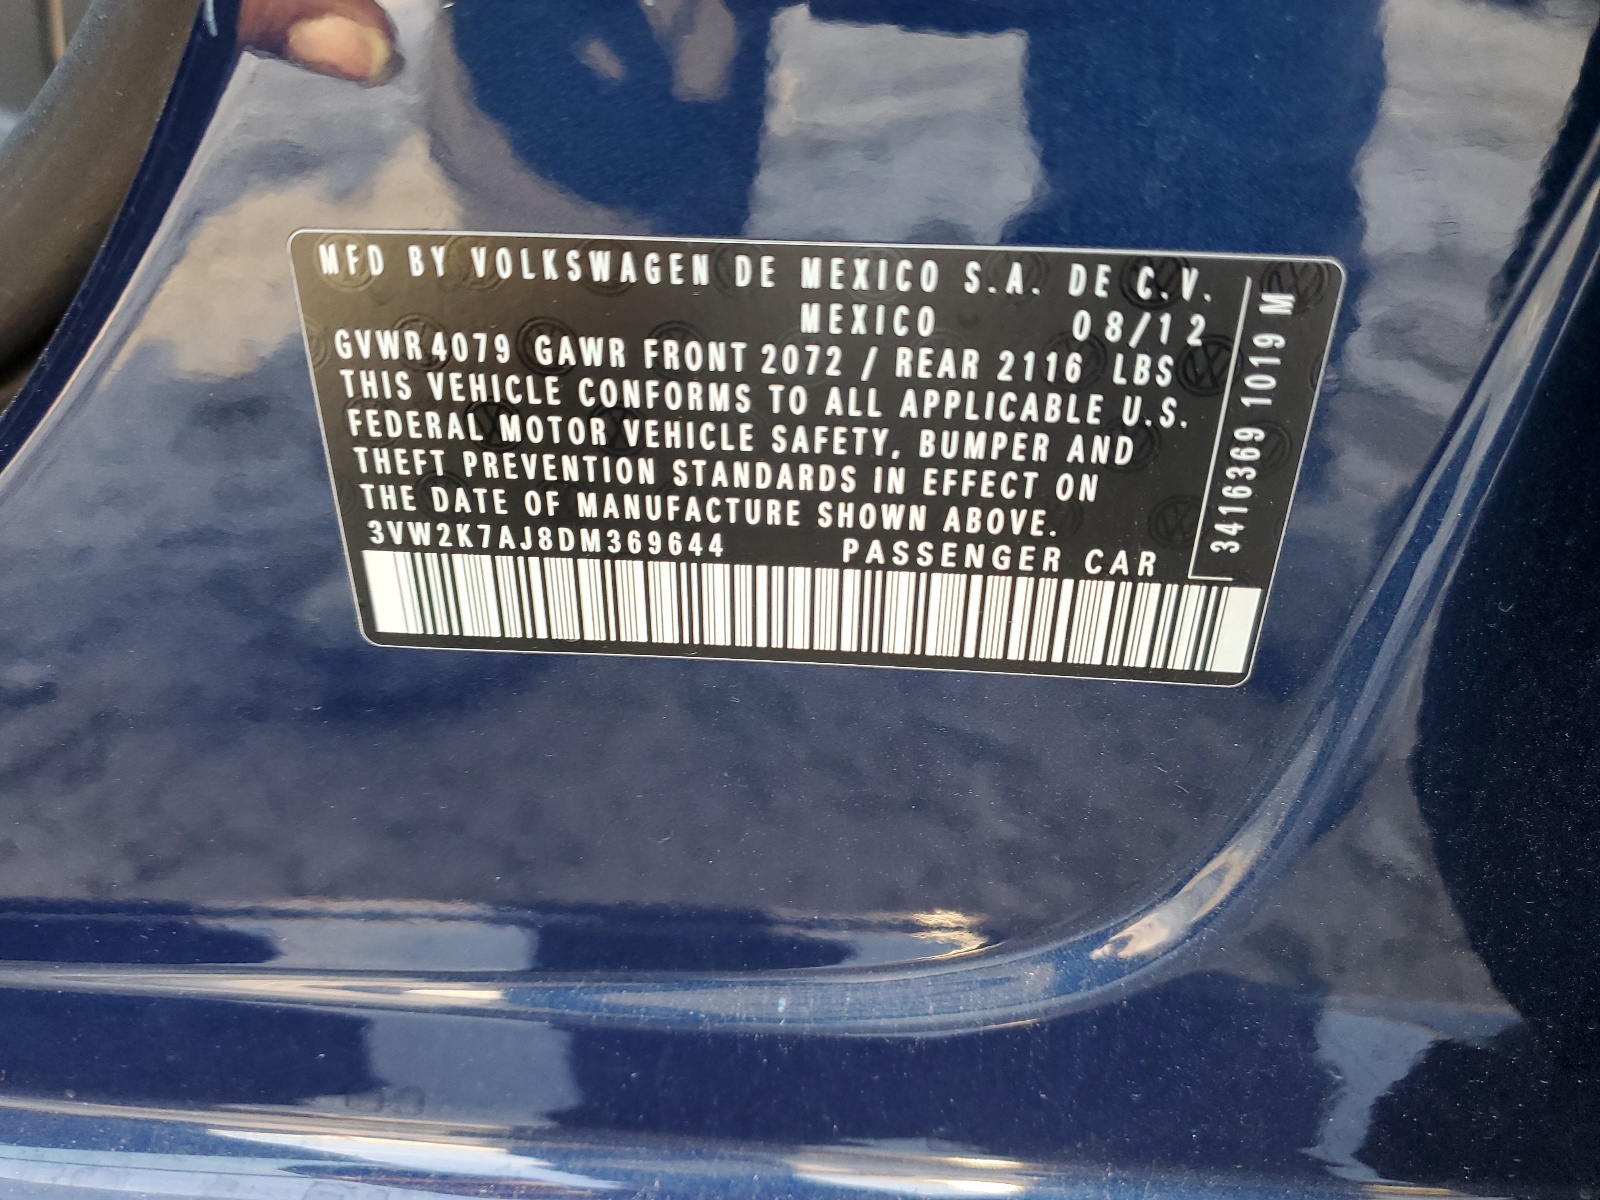 MFD BY VOLKSWAGEN DE MEXICO S.A. DE C.V.
MEXICO 08/12
GVWR 4079 GAWR FRONT 2072 / REAR 2116 LBS
THIS VEHICLE CONFORMS TO ALL APPLICABLE U.S.
FEDERAL MOTOR VEHICLE SAFETY, BUMPER AND
THEFT PREVENTION STANDARDS IN EFFECT ON
THE DATE OF MANUFACTURE SHOWN ABOVE.
3VW2K7AJ8DM369644 PASSENGER CAR
3416369 1019 M